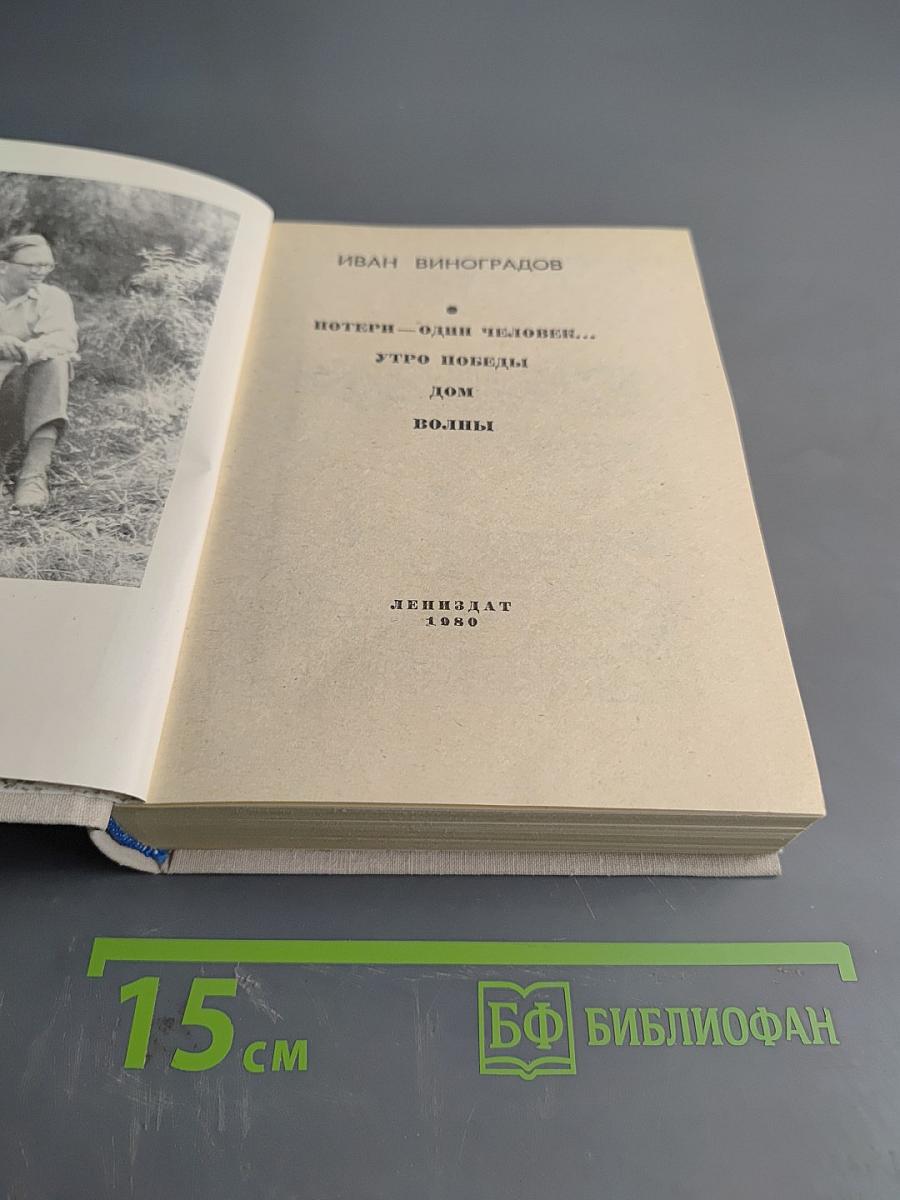 ИВАН ВИНОГРАДОВ
ПОТЕРИ — ОДИН ЧЕЛОВЕК...
УТРО ПОБЕДЫ
ДОМ
ВОЛНЫ
ЛЕНИЗДАТ
1980
15 см
БФ БИБЛИОФАН